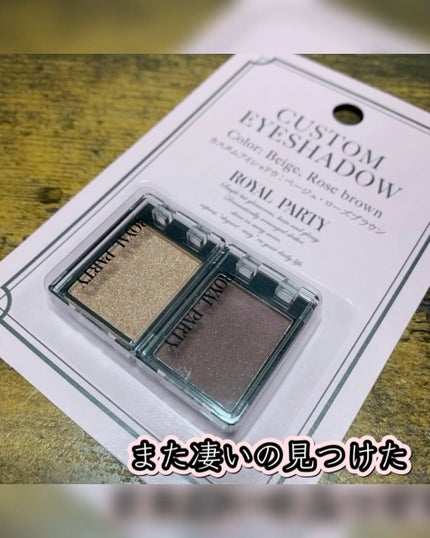 CUSTOM
EYESHADOW
Color: Beige, Rose brown
カスタムアイシャドウ：ベージュ・ローズブラウン
ROYAL PARTY
ROYAL PARTY
ROYAL PARTY
また凄いの見つけた